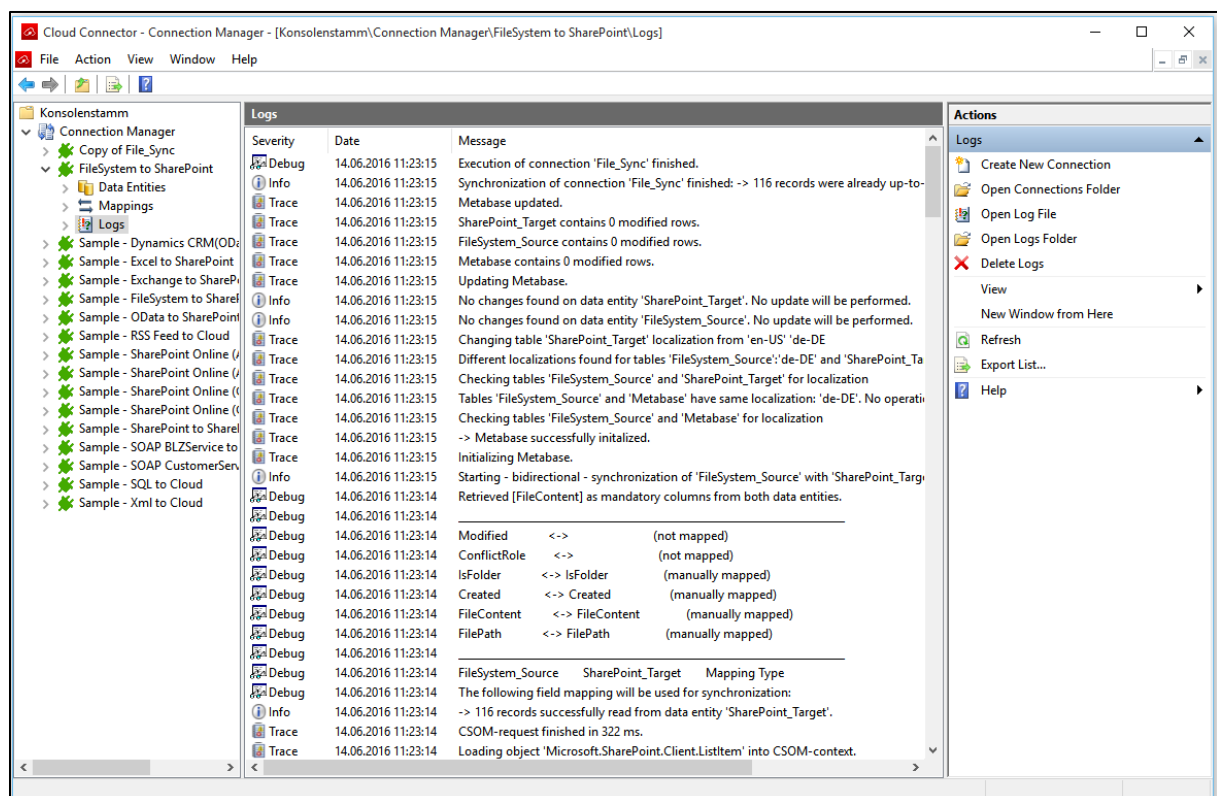 Cloud Connector - Connection Manager - [Konsolenstamm\Connection Manager\FileSystem to SharePoint\Logs]
File Action View Window Help
Konsolenstamm
Connection Manager
Copy of File_Sync
FileSystem to SharePoint
Data Entities
Mappings
Logs
Sample - Dynamics CRM(ODa
Sample - Excel to SharePoint
Sample - Exchange to ShareP
Sample - FileSystem to Share
Sample - OData to SharePoint
Sample - RSS Feed to Cloud
Sample - SharePoint Online (
Sample - SharePoint Online (
Sample - SharePoint Online (
Sample - SharePoint Online (
Sample - SharePoint to Share
Sample - SOAP BLZService to
Sample - SOAP CustomerServ
Sample - SQL to Cloud
Sample - Xml to Cloud
Logs
Severity Date Message
Debug 14.06.2016 11:23:15 Execution of connection 'File_Sync' finished.
Info 14.06.2016 11:23:15 Synchronization of connection 'File_Sync' finished: -> 116 records were already up-to-
Trace 14.06.2016 11:23:15 Metabase updated.
Trace 14.06.2016 11:23:15 SharePoint_Target contains 0 modified rows.
Trace 14.06.2016 11:23:15 FileSystem_Source contains 0 modified rows.
Trace 14.06.2016 11:23:15 Metabase contains 0 modified rows.
Trace 14.06.2016 11:23:15 Updating Metabase.
Info 14.06.2016 11:23:15 No changes found on data entity 'SharePoint_Target'. No update will be performed.
Info 14.06.2016 11:23:15 No changes found on data entity 'FileSystem_Source'. No update will be performed.
Trace 14.06.2016 11:23:15 Changing table 'SharePoint_Target' localization from 'en-US' 'de-DE
Trace 14.06.2016 11:23:15 Different localizations found for tables 'FileSystem_Source':'de-DE' and 'SharePoint_Ta
Trace 14.06.2016 11:23:15 Checking tables 'FileSystem_Source' and 'SharePoint_Target' for localization
Trace 14.06.2016 11:23:15 Tables 'FileSystem_Source' and 'Metabase' have same localization: 'de-DE'. No operati
Trace 14.06.2016 11:23:15 Checking tables 'FileSystem_Source' and 'Metabase' for localization
Trace 14.06.2016 11:23:15 -> Metabase successfully initalized.
Trace 14.06.2016 11:23:15 Initializing Metabase.
Info 14.06.2016 11:23:15 Starting - bidirectional - synchronization of 'FileSystem_Source' with 'SharePoint_Targ
Debug 14.06.2016 11:23:14 Retrieved [FileContent] as mandatory columns from both data entities.
Debug 14.06.2016 11:23:14
Debug 14.06.2016 11:23:14 Modified <-> (not mapped)
Debug 14.06.2016 11:23:14 ConflictRole <-> (not mapped)
Debug 14.06.2016 11:23:14 IsFolder <-> IsFolder (manually mapped)
Debug 14.06.2016 11:23:14 Created <-> Created (manually mapped)
Debug 14.06.2016 11:23:14 FileContent <-> FileContent (manually mapped)
Debug 14.06.2016 11:23:14 FilePath <-> FilePath (manually mapped)
Debug 14.06.2016 11:23:14
Debug 14.06.2016 11:23:14 FileSystem_Source SharePoint_Target Mapping Type
Debug 14.06.2016 11:23:14 The following field mapping will be used for synchronization:
Info 14.06.2016 11:23:14 -> 116 records successfully read from data entity 'SharePoint_Target'.
Trace 14.06.2016 11:23:14 CSOM-request finished in 322 ms.
Trace 14.06.2016 11:23:14 Loading object 'Microsoft.SharePoint.Client.ListItem' into CSOM-context.
Actions
Logs
Create New Connection
Open Connections Folder
Open Log File
Open Logs Folder
Delete Logs
View
New Window from Here
Refresh
Export List...
Help